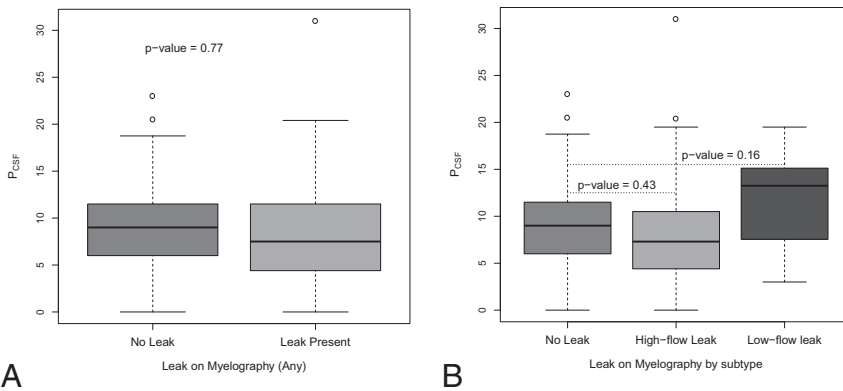 p−value = 0.77
P_CSF
0
5
10
15
20
25
30
No Leak
Leak Present
Leak on Myelography (Any)
A
p−value = 0.16
p−value = 0.43
P_CSF
0
5
10
15
20
25
30
No Leak
High−flow Leak
Low−flow leak
Leak on Myelography by subtype
B